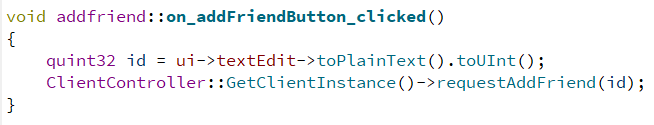 void addfriend::on_addFriendButton_clicked()
{
    quint32 id = ui->textEdit->toPlainText().toUInt();
    ClientController::GetClientInstance()->requestAddFriend(id);
}